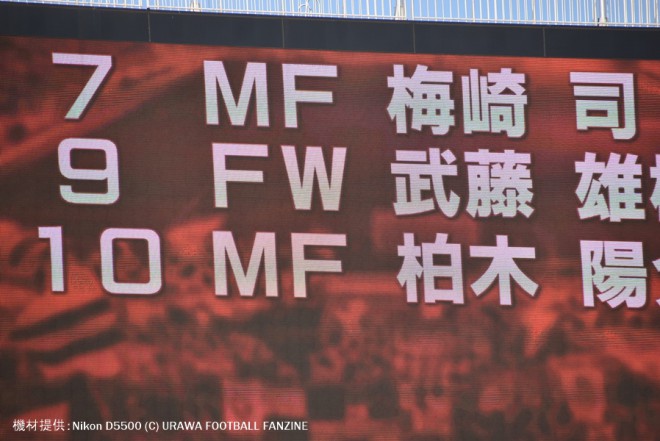 7 MF 梅崎 司
9 FW 武藤 雄
10 MF 柏木 陽
機材提供：Nikon D5500 (C) URAWA FOOTBALL FANZINE